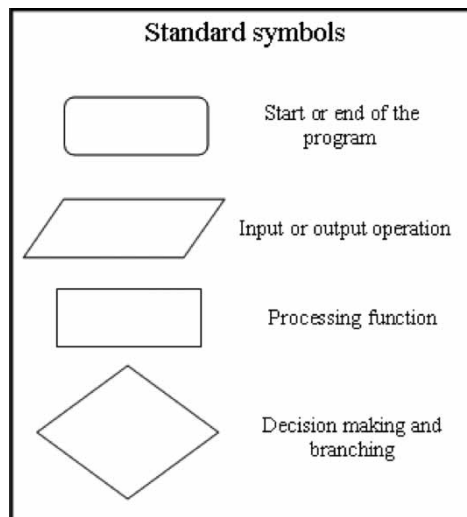 Standard symbols
Start or end of the
program
Input or output operation
Processing function
Decision making and
branching